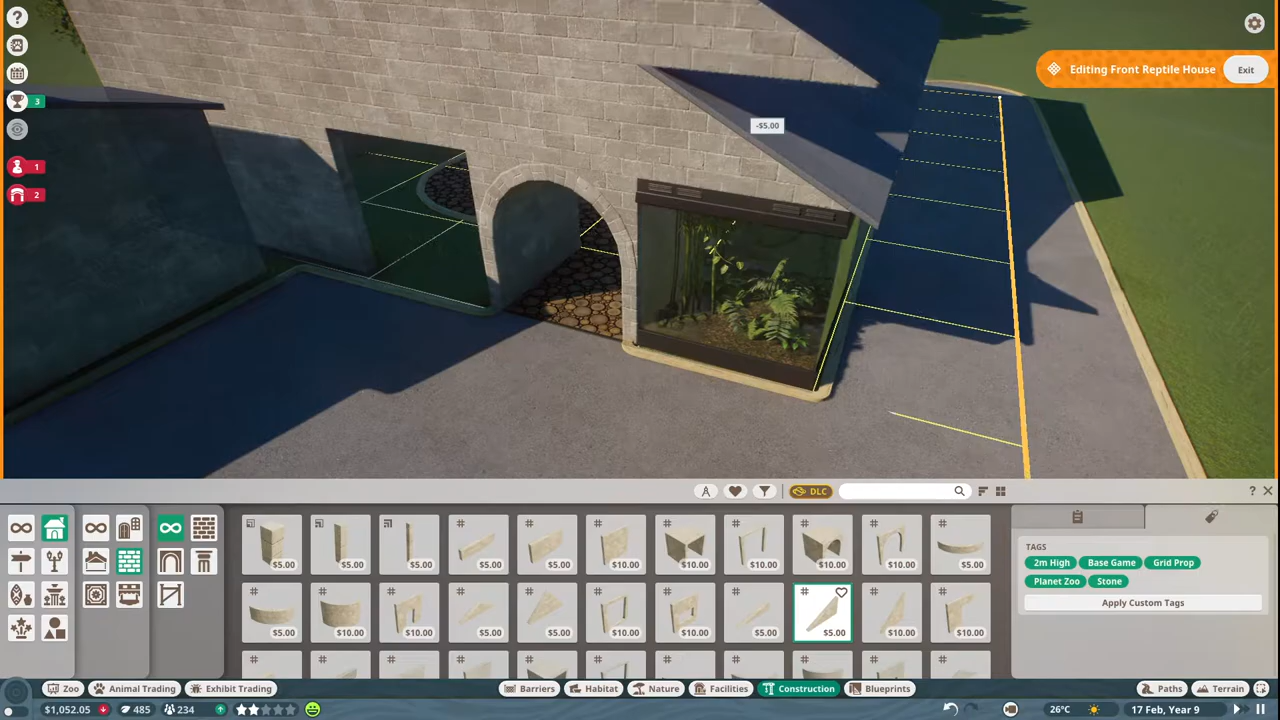 ?
Editing Front Reptile House
Exit
3
1
2
-$5.00
DLC
?
$5.00 $5.00 $5.00 $5.00 $5.00 $10.00 $10.00 $10.00 $10.00 $10.00 $5.00
$5.00 $10.00 $10.00 $5.00 $5.00 $10.00 $10.00 $5.00 $5.00 $10.00 $10.00
TAGS
2m High Base Game Grid Prop
Planet Zoo Stone
Apply Custom Tags
Zoo Animal Trading Exhibit Trading Barriers Habitat Nature Facilities Construction Blueprints Paths Terrain
$1,052.05 485 234 26°C 17 Feb, Year 9